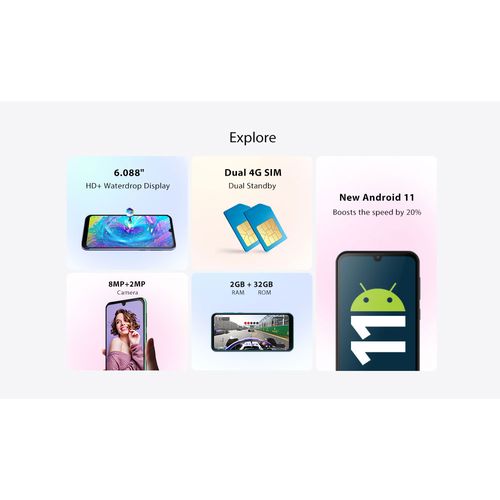 Explore
6.088"
HD+ Waterdrop Display
Dual 4G SIM
Dual Standby
New Android 11
Boosts the speed by 20%
8MP+2MP
Camera
2GB + 32GB
RAM ROM
11